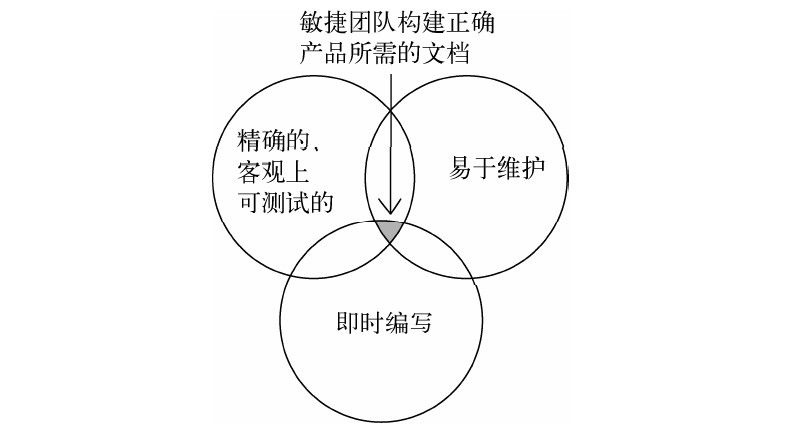 敏捷团队构建正确
产品所需的文档
精确的、
客观上
可测试的
易于维护
即时编写